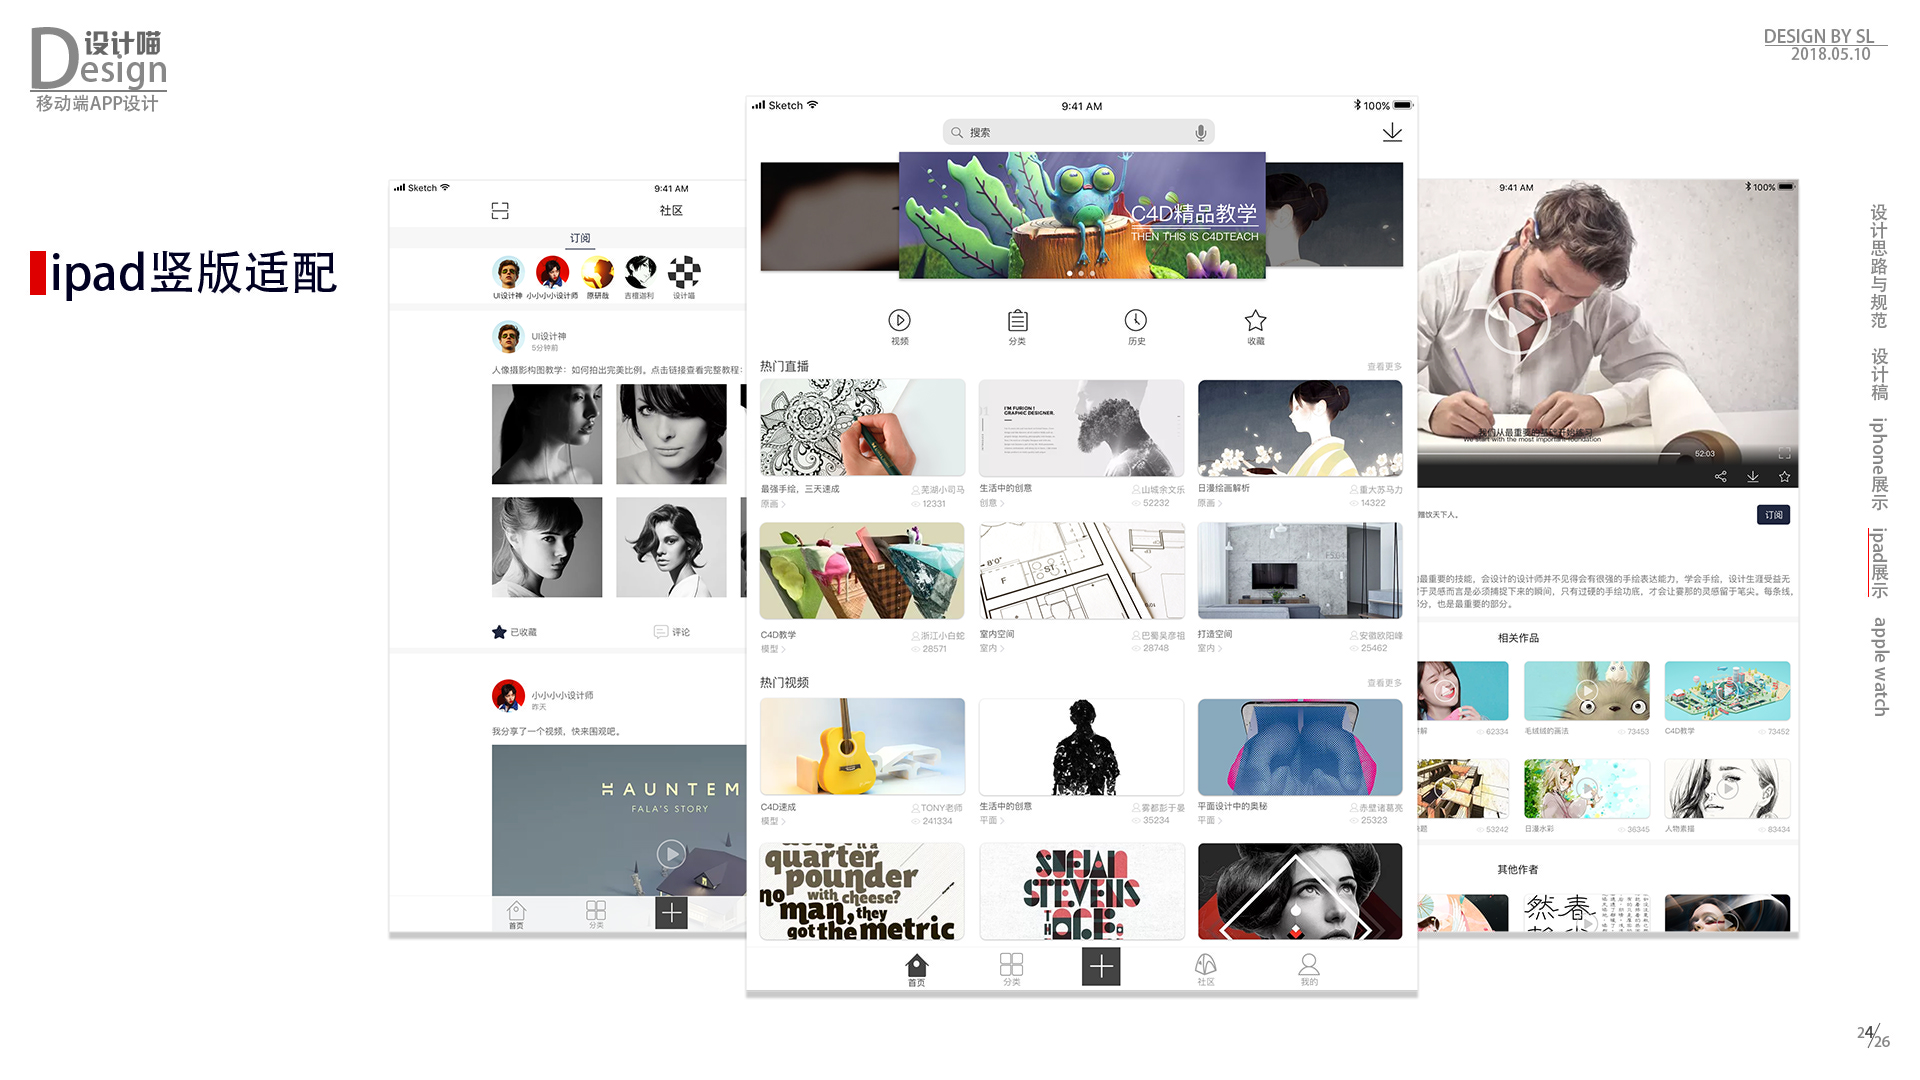 设计喵
Design
移动端APP设计
DESIGN BY SL
2018.05.10
ipad竖版适配
Sketch
9:41 AM
社区
订阅
UI设计神
小小小小设计师
原研哉
吉檀迦利
设计喵
UI设计神
5分钟前
人像摄影构图教学：如何拍出完美比例。点击链接查看完整教程：
已收藏
评论
小小小小设计师
昨天
我分享了一个视频，快来围观吧。
HAUNTEM
FALA'S STORY
首页
分类
Sketch
9:41 AM
100%
搜索
C4D精品教学
THEN THIS IS C4DTEACH
视频
分类
历史
收藏
热门直播
查看更多
I'M FURION !
GRAPHIC DESIGNER.
最强手绘，三天速成
芜湖小司马
原画
12331
生活中的创意
山城余文乐
创意
52232
日漫绘画解析
重大苏马力
原画
14322
8'0"
F
ST.
C4D教学
浙江小白蛇
模型
28571
室内空间
巴蜀吴彦祖
室内
28748
打造空间
安徽欧阳峰
室内
25462
热门视频
查看更多
C4D速成
TONY老师
模型
241334
生活中的创意
雾都彭于晏
平面
35234
平面设计中的奥秘
赤壁诸葛亮
平面
25323
quarter
pounder
with cheese?
no
man, they
got the metric
SUFJAN
STEVENS
首页
分类
社区
我的
9:41 AM
100%
我们从最重要的基础开始练习
We start with the most important foundation
52:03
赠饮天下人。
订阅
最重要的技能，会设计的设计师并不见得会有很强的手绘表达能力，学会手绘，设计生涯受益无
于灵感而言是必须捕捉下来的瞬间，只有过硬的手绘功底，才会让霎那的灵感留于笔尖。每条线，
部分，也是最重要的部分。
相关作品
62334
毛绒绒的画法
73453
C4D教学
73452
53242
日漫水彩
36345
人物素描
83434
其他作者
然春
设计思路与规范
设计稿
iphone展示
ipad展示
apple watch
24/26